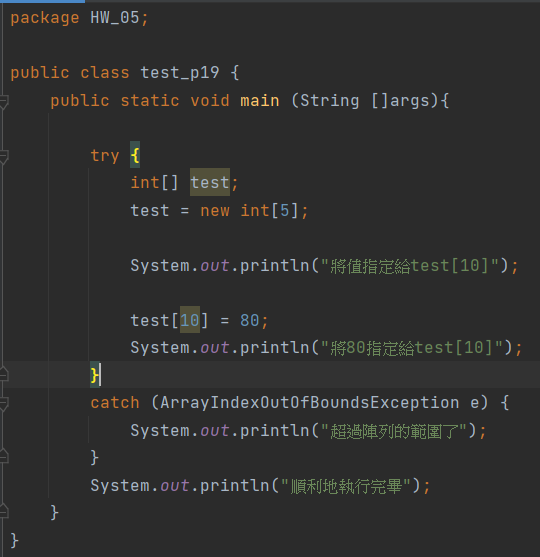 package HW_05;
public class test_p19 {
public static void main (String []args){
try {
int[] test;
test = new int[5];
System.out.println("將值指定給test[10]");
test[10] = 80;
System.out.println("將80指定給test[10]");
}
catch (ArrayIndexOutOfBoundsException e) {
System.out.println("超過陣列的範圍了");
}
System.out.println("順利地執行完畢");
}
}